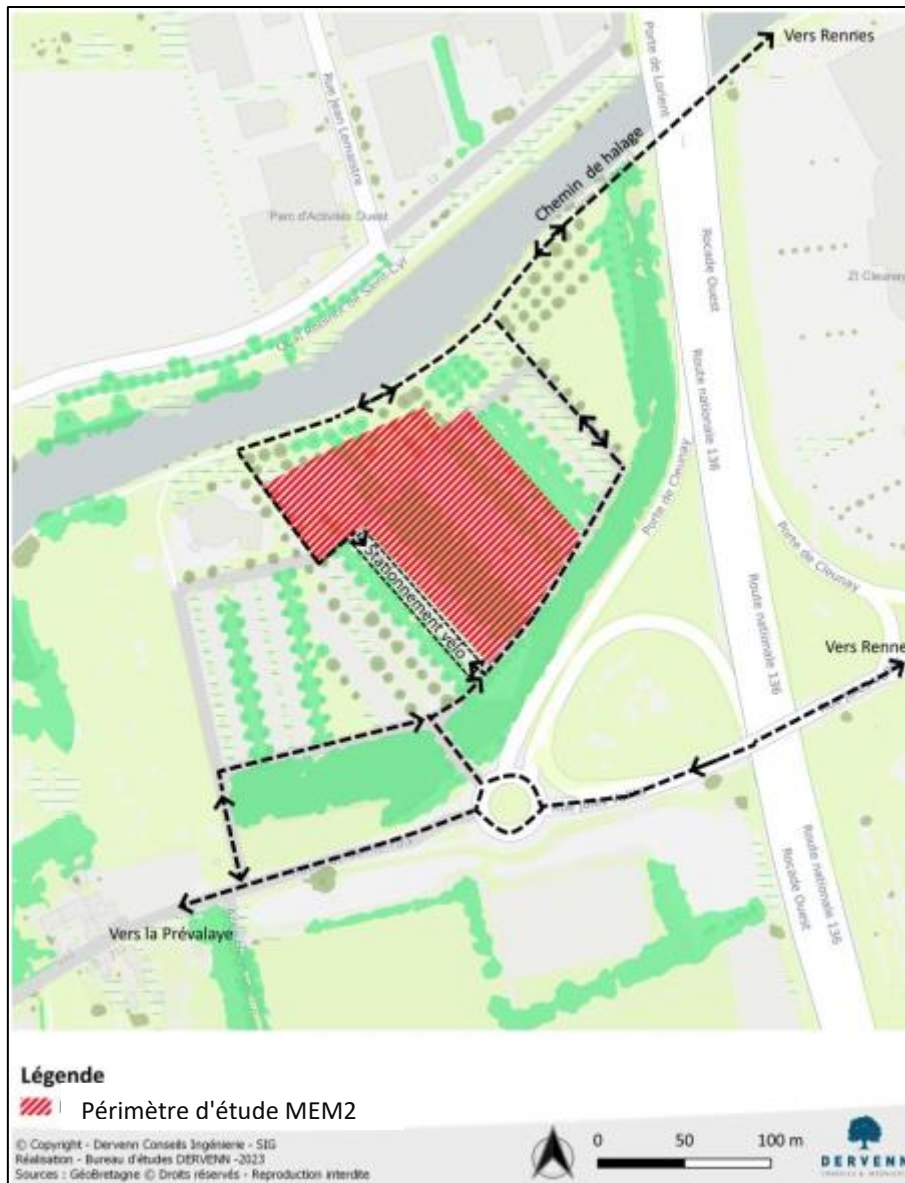 Vers Rennes
Porte de Lorient
Rue Jean Lemaistre
Chemin de halage
Parc d'Activités Ouest
Rocade Ouest
ZI Cleunay
Route nationale 136
Porte de Cleunay
Stationnement vélo
Porte de Cleunay
Route nationale 136
Vers Renne
Route nationale 136
Rocade Ouest
Vers la Prévalaye
Légende
Périmètre d'étude MEM2
© Copyright - Dervenn Conseils Ingénierie - SIG
Réalisation - Bureau d'études DERVENN -2023
Sources : GéoBretagne © Droits réservés - Reproduction interdite
0 50 100 m
DERVENN